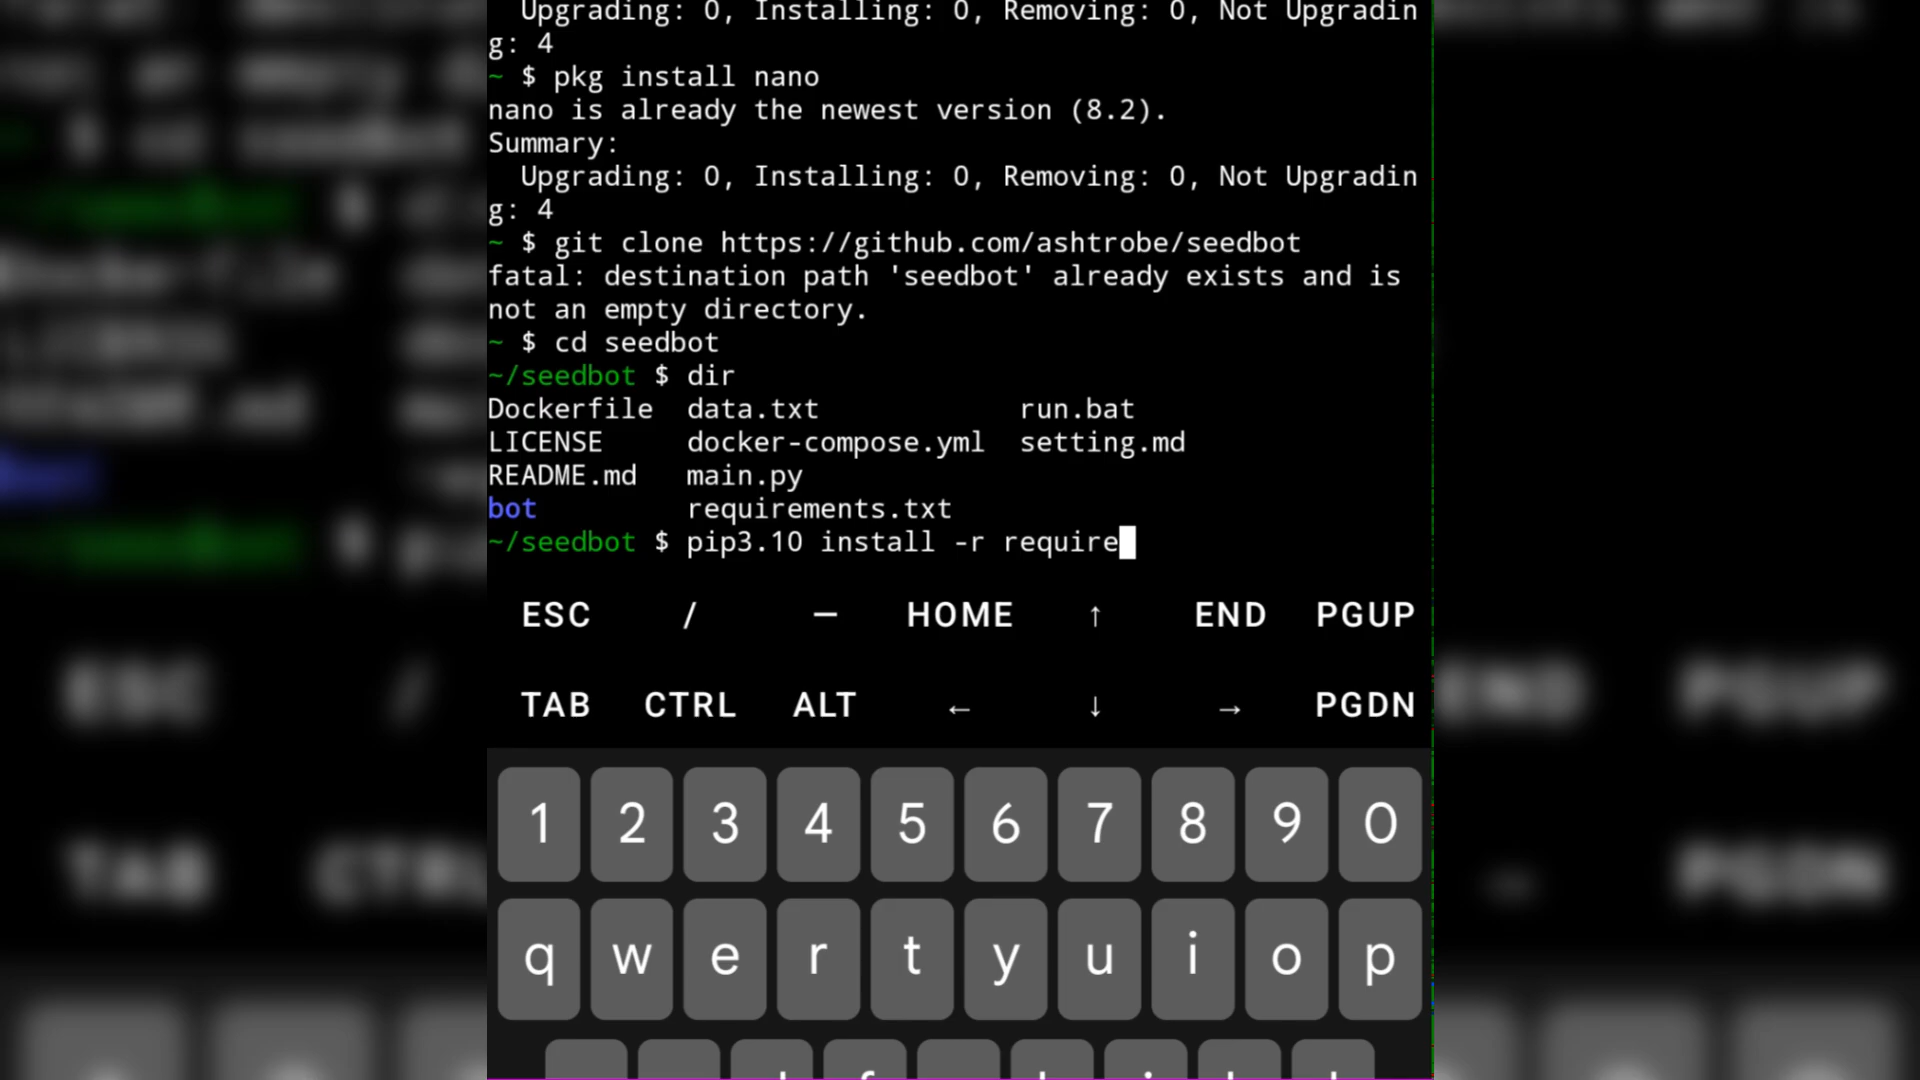 Upgrading: 0, Installing: 0, Removing: 0, Not Upgradin
g: 4
~ $ pkg install nano
nano is already the newest version (8.2).
Summary:
Upgrading: 0, Installing: 0, Removing: 0, Not Upgradin
g: 4
~ $ git clone https://github.com/ashtrobe/seedbot
fatal: destination path 'seedbot' already exists and is
not an empty directory.
~ $ cd seedbot
~/seedbot $ dir
Dockerfile data.txt run.bat
LICENSE docker-compose.yml setting.md
README.md main.py
bot requirements.txt
~/seedbot $ pip3.10 install -r require
ESC / — HOME ↑ END PGUP
TAB CTRL ALT ← ↓ → PGDN
1 2 3 4 5 6 7 8 9 0
q w e r t y u i o p